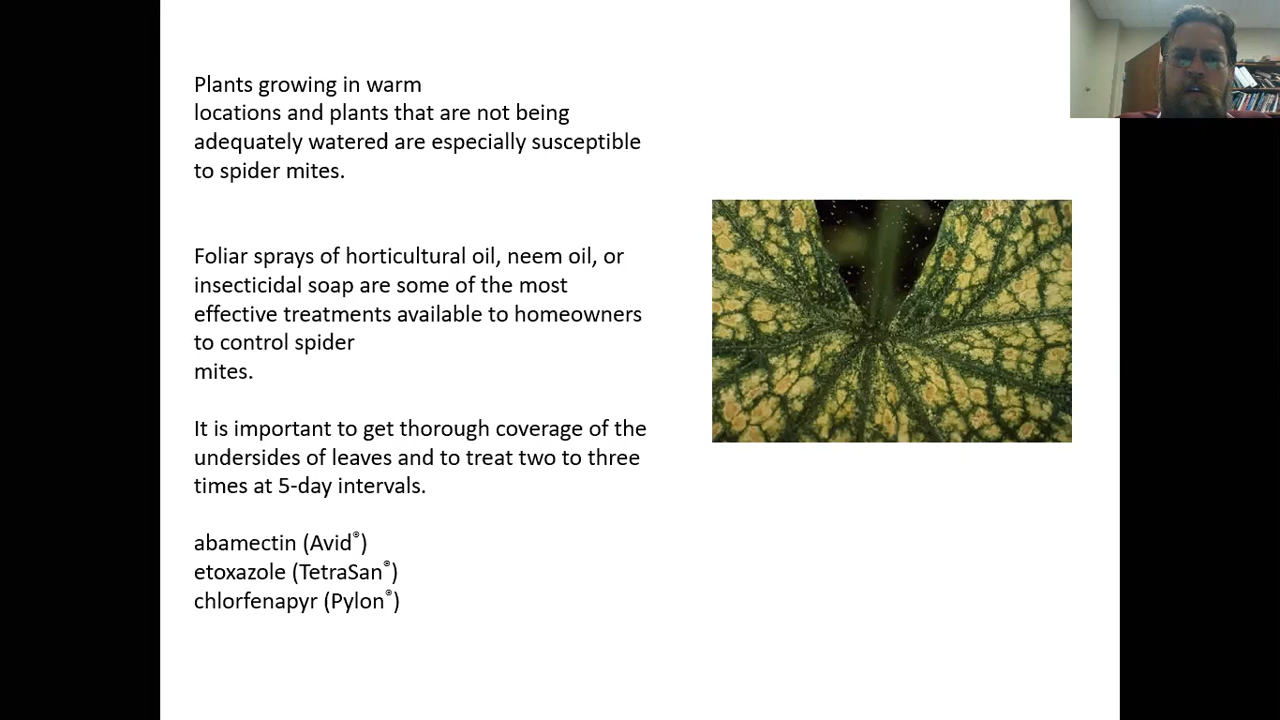 Plants growing in warm
locations and plants that are not being
adequately watered are especially susceptible
to spider mites.
Foliar sprays of horticultural oil, neem oil, or
insecticidal soap are some of the most
effective treatments available to homeowners
to control spider
mites.
It is important to get thorough coverage of the
undersides of leaves and to treat two to three
times at 5-day intervals.
abamectin (Avid®)
etoxazole (TetraSan®)
chlorfenapyr (Pylon®)